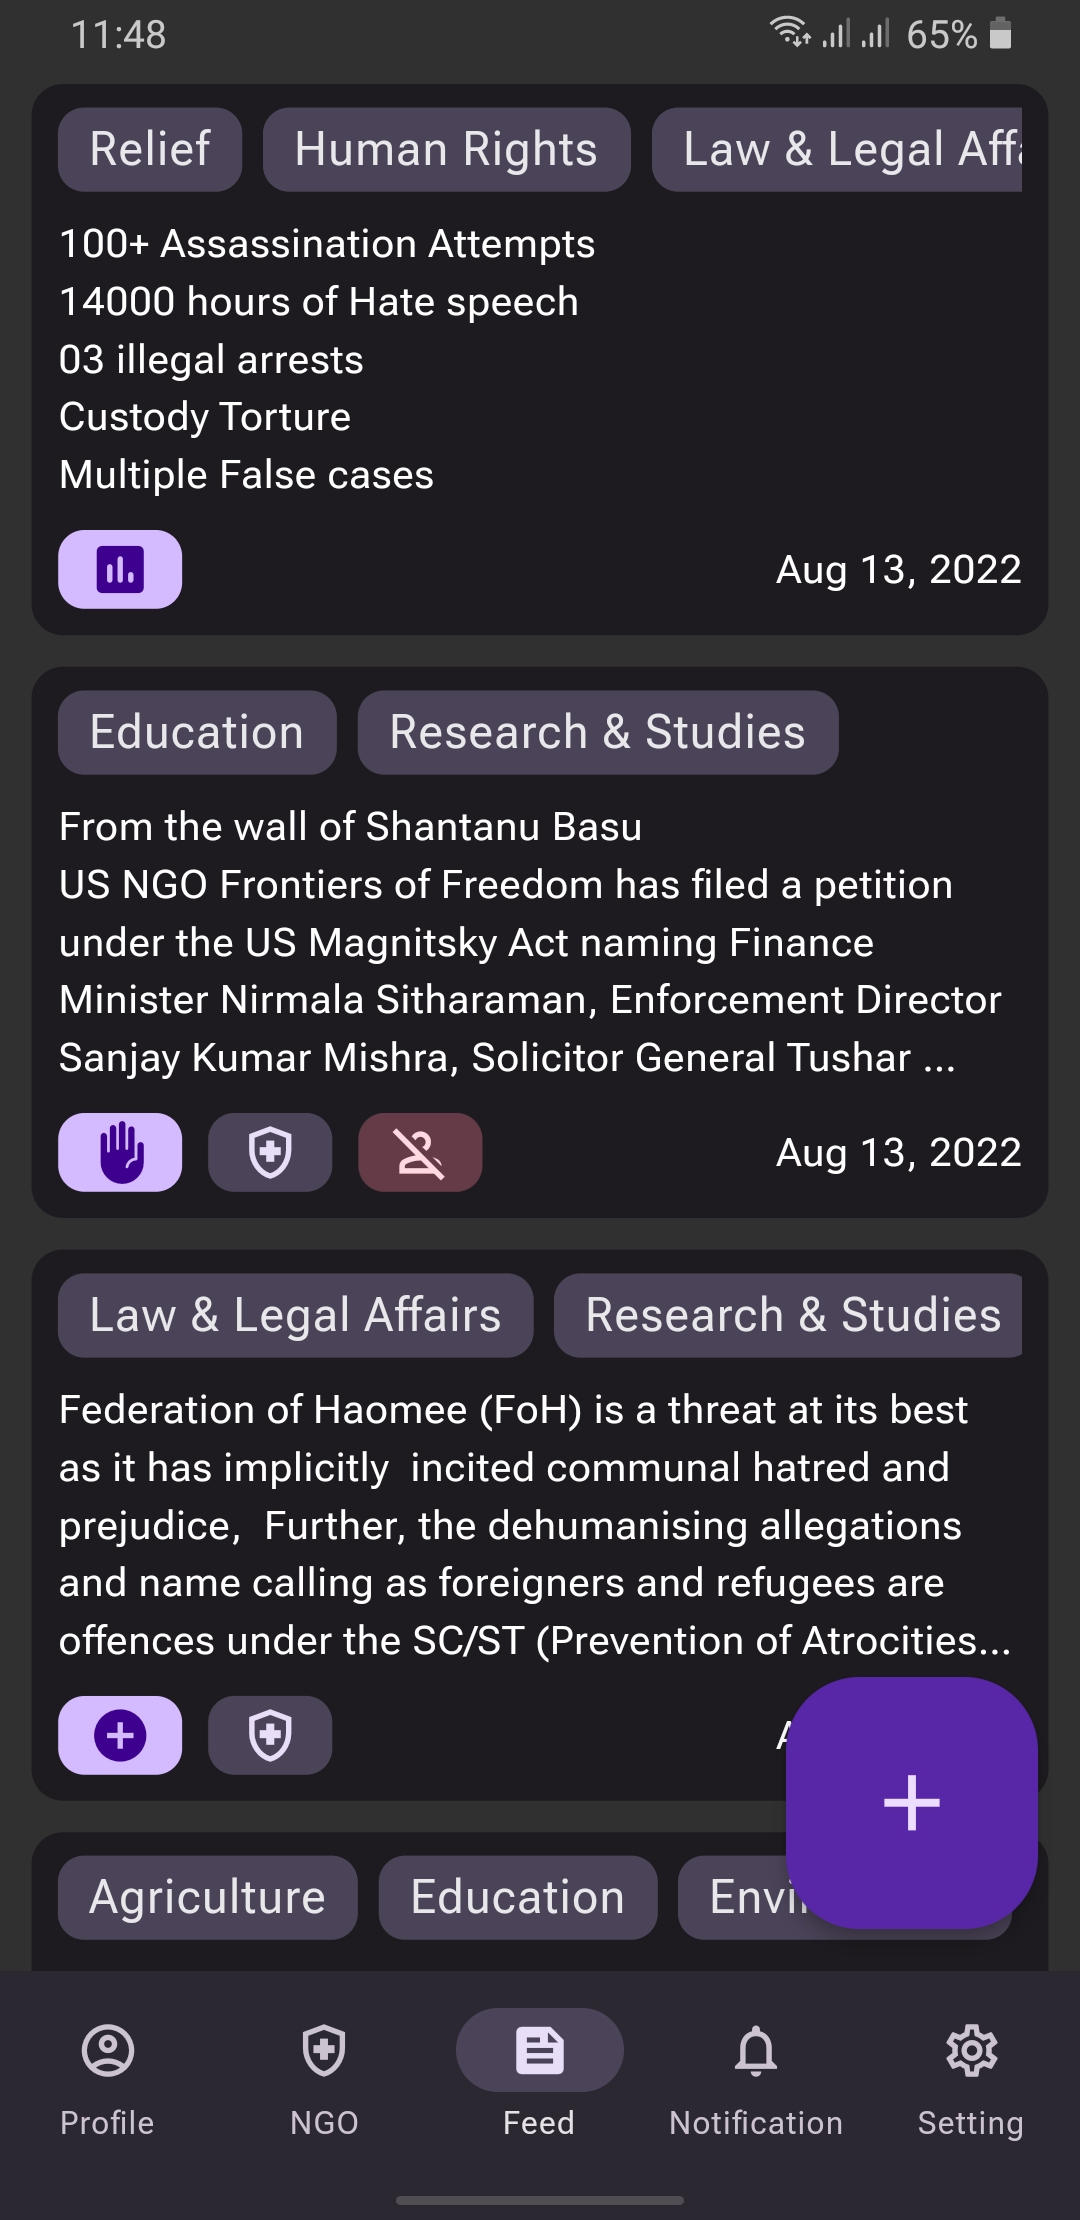 11:48
65%
Relief
Human Rights
Law & Legal
100+ Assassination Attempts
14000 hours of Hate speech
03 illegal arrests
Custody Torture
Multiple False cases
Aug 13, 2022
Education
Research & Studies
From the wall of Shantanu Basu
US NGO Frontiers of Freedom has filed a petition
under the US Magnitsky Act naming Finance
Minister Nirmala Sitharaman, Enforcement Director
Sanjay Kumar Mishra, Solicitor General Tushar ...
Aug 13, 2022
Law & Legal Affairs
Research & Studies
Federation of Haomee (FoH) is a threat at its best
as it has implicitly  incited communal hatred and
prejudice,  Further, the dehumanising allegations
and name calling as foreigners and refugees are
offences under the SC/ST (Prevention of Atrocities...
Agriculture
Education
Profile
NGO
Feed
Notification
Setting